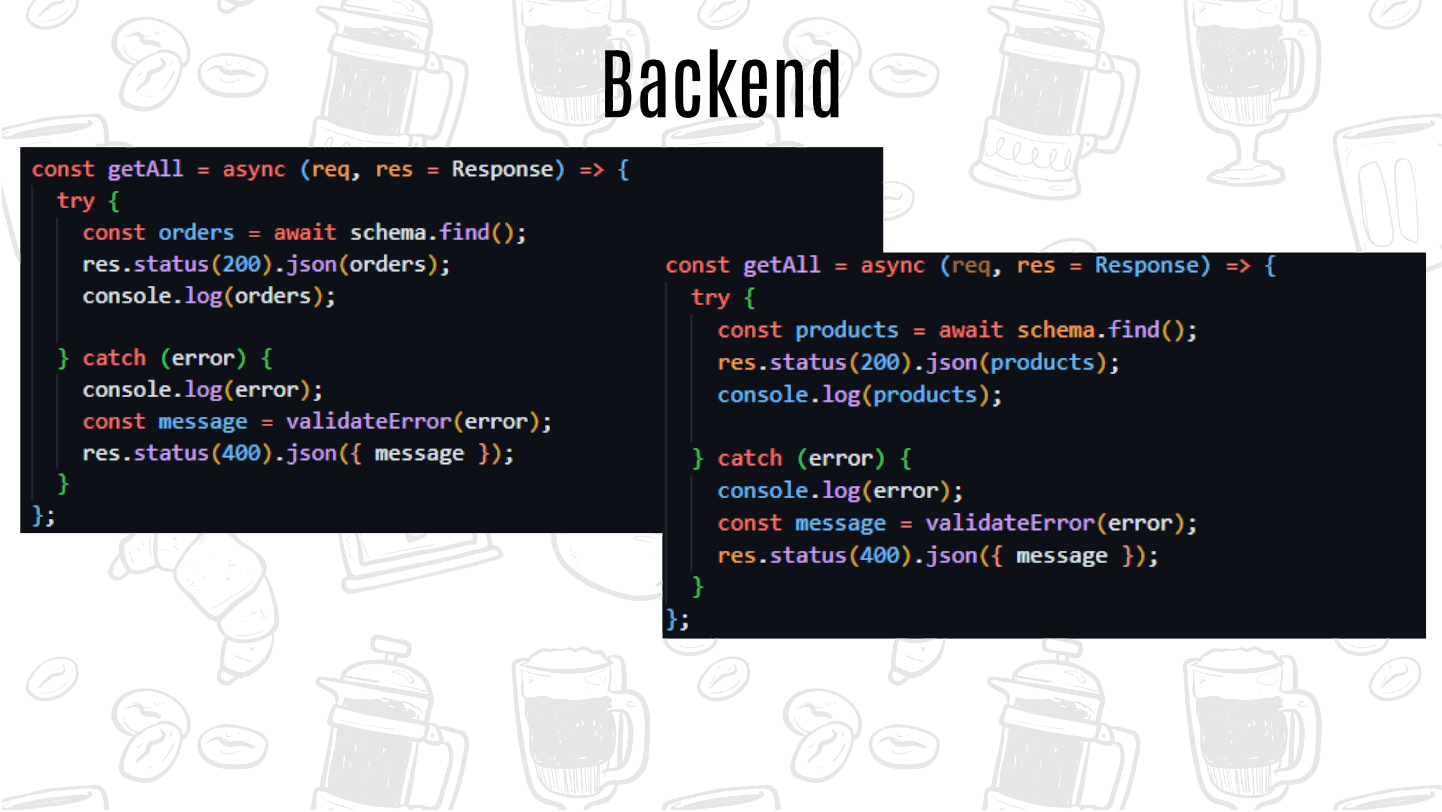 Backend
const getAll = async (req, res = Response) => {
  try {
    const orders = await schema.find();
    res.status(200).json(orders);
    console.log(orders);

  } catch (error) {
    console.log(error);
    const message = validateError(error);
    res.status(400).json({ message });
  }
};
const getAll = async (req, res = Response) => {
  try {
    const products = await schema.find();
    res.status(200).json(products);
    console.log(products);

  } catch (error) {
    console.log(error);
    const message = validateError(error);
    res.status(400).json({ message });
  }
};